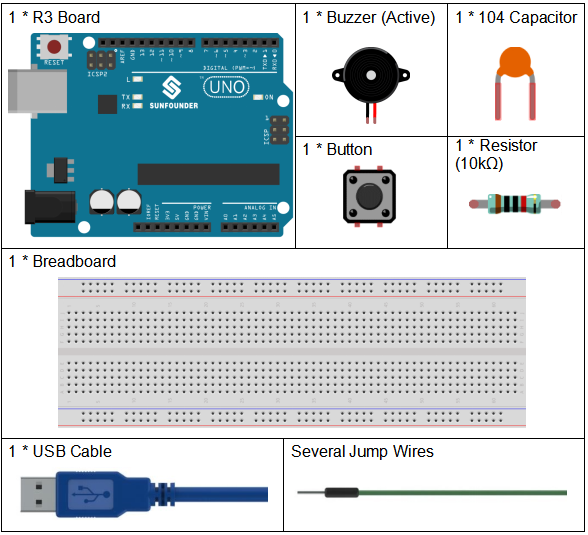 1 * R3 Board
RESET
ICSP2
AREF
GND
13
12
~11
~10
~9
8
7
~6
~5
4
~3
2
TX▶1
RX◀0
DIGITAL (PWM~)
L
TX
RX
SUNFOUNDER
UNO
ON
ICSP
IOREF
RESET
3V3
5V
GND
GND
VIN
POWER
ANALOG IN
A0
A1
A2
A3
A4
A5
1 * Buzzer (Active)
1 * 104 Capacitor
1 * Button
1 * Resistor
(10kΩ)
1 * Breadboard
1 * USB Cable
Several Jump Wires